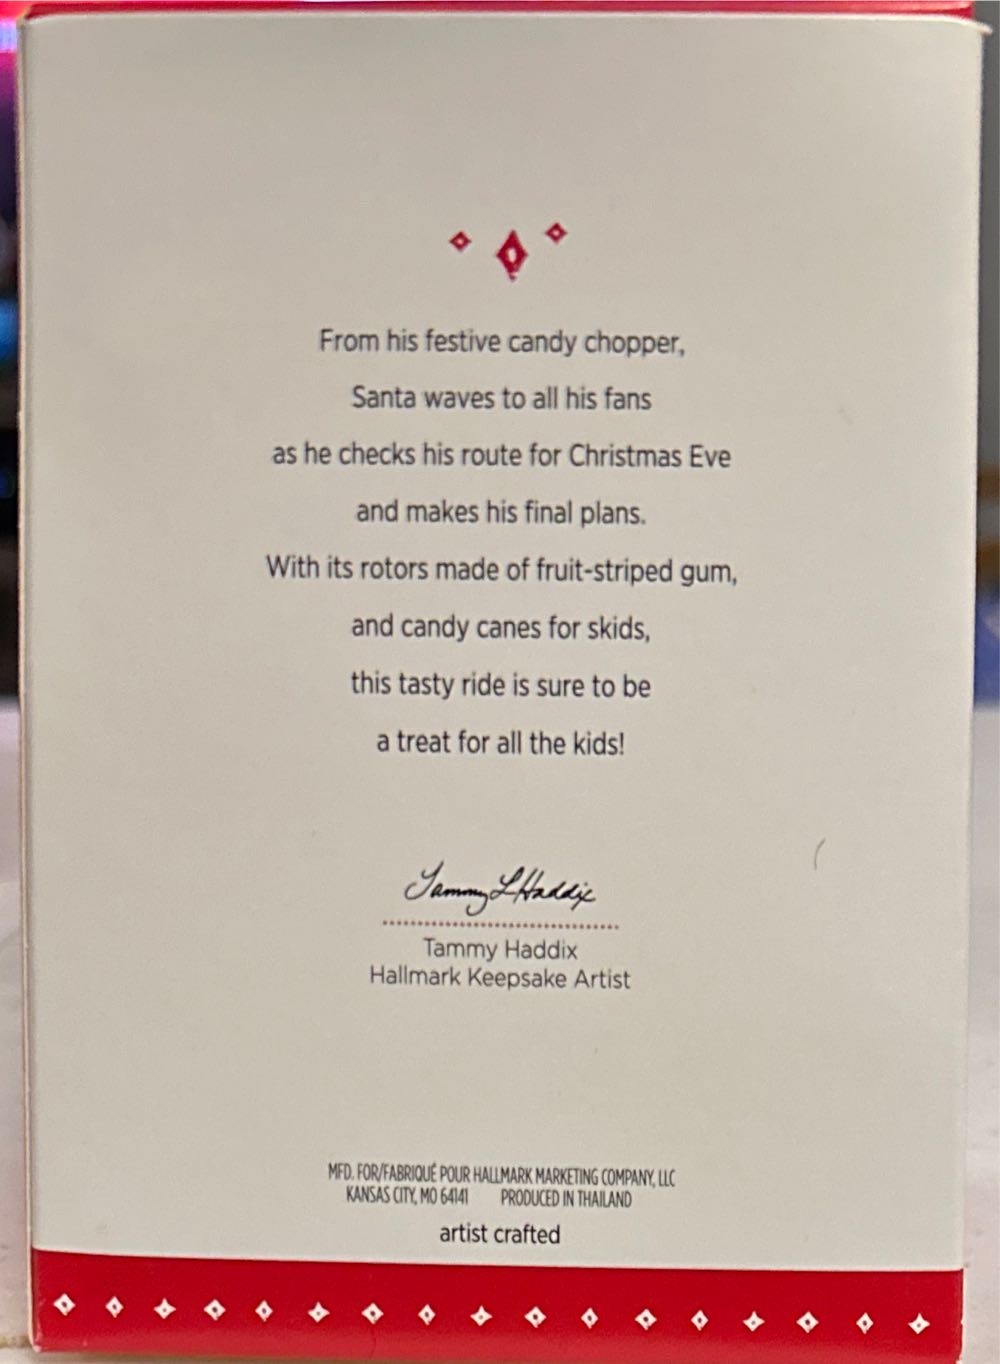 From his festive candy chopper,
Santa waves to all his fans
as he checks his route for Christmas Eve
and makes his final plans.
With its rotors made of fruit-striped gum,
and candy canes for skids,
this tasty ride is sure to be
a treat for all the kids!
Tammy L Haddix
Tammy Haddix
Hallmark Keepsake Artist
MFD. FOR/FABRIQUÉ POUR HALLMARK MARKETING COMPANY, LLC
KANSAS CITY, MO 64141 PRODUCED IN THAILAND
artist crafted